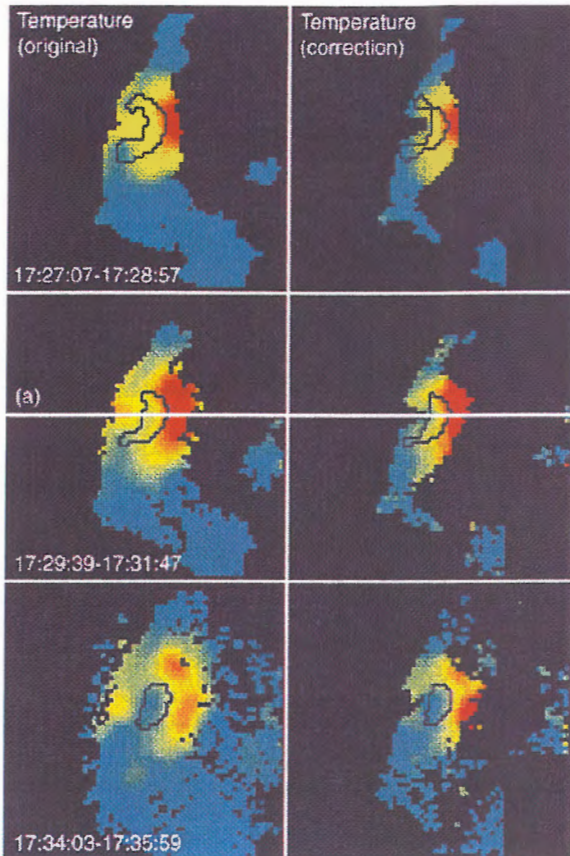 Temperature
(original)
Temperature
(correction)
17:27:07-17:28:57
(a)
17:29:39-17:31:47
17:34:03-17:35:59